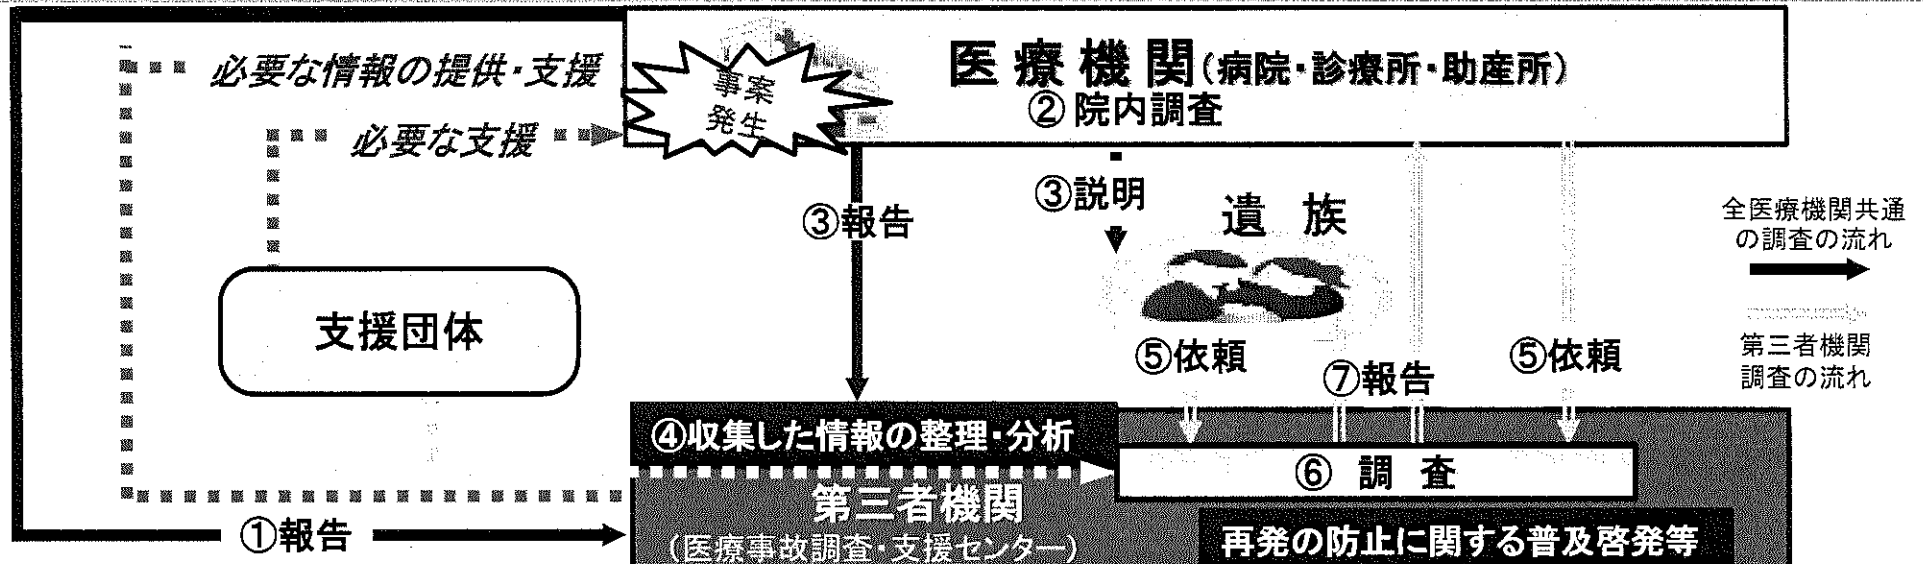 医療機関(病院・診療所・助産所)
②院内調査
事案
発生
必要な情報の提供・支援
必要な支援
③報告
③説明
遺族
全医療機関共通
の調査の流れ
第三者機関
調査の流れ
支援団体
⑤依頼
⑦報告
⑤依頼
④収集した情報の整理・分析
⑥調査
第三者機関
(医療事故調査・支援センター)
①報告
再発の防止に関する普及啓発等